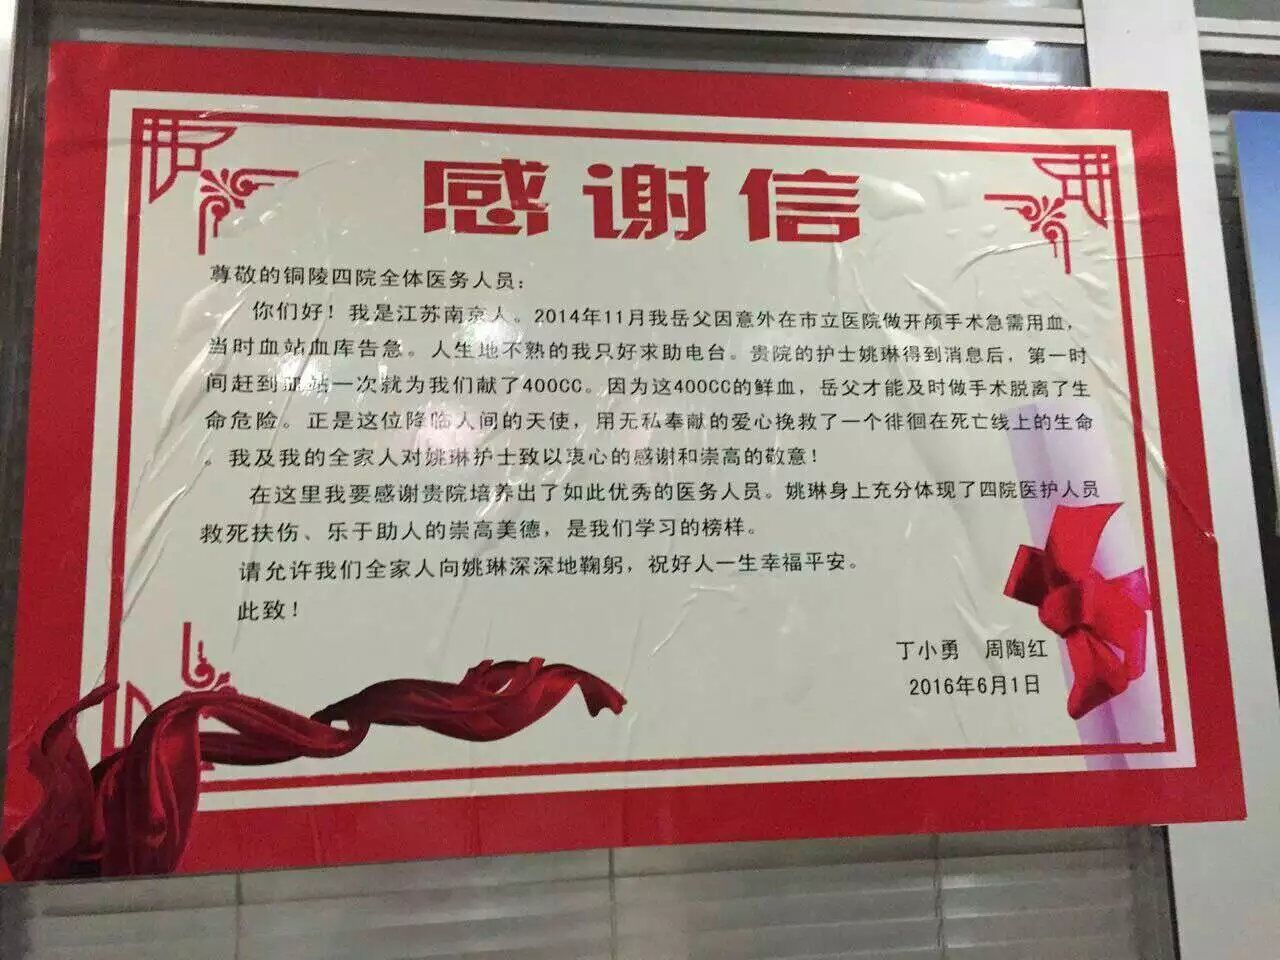 感谢信
尊敬的铜陵四院全体医务人员：
你们好！我是江苏南京人。2014年11月我岳父因意外在市立医院做开颅手术急需用血，
当时血站血库告急。人生地不熟的我只好求助电台。贵院的护士姚琳得到消息后，第一时
间赶到血站一次就为我们献了400CC。因为这400CC的鲜血，岳父才能及时做手术脱离了生
命危险。正是这位降临人间的天使，用无私奉献的爱心挽救了一个徘徊在死亡线上的生命
。我及我的全家人对姚琳护士致以衷心的感谢和崇高的敬意！
在这里我要感谢贵院培养出了如此优秀的医务人员。姚琳身上充分体现了四院医护人员
救死扶伤、乐于助人的崇高美德，是我们学习的榜样。
请允许我们全家人向姚琳深深地鞠躬，祝好人一生幸福平安。
此致！
丁小勇　周陶红
2016年6月1日